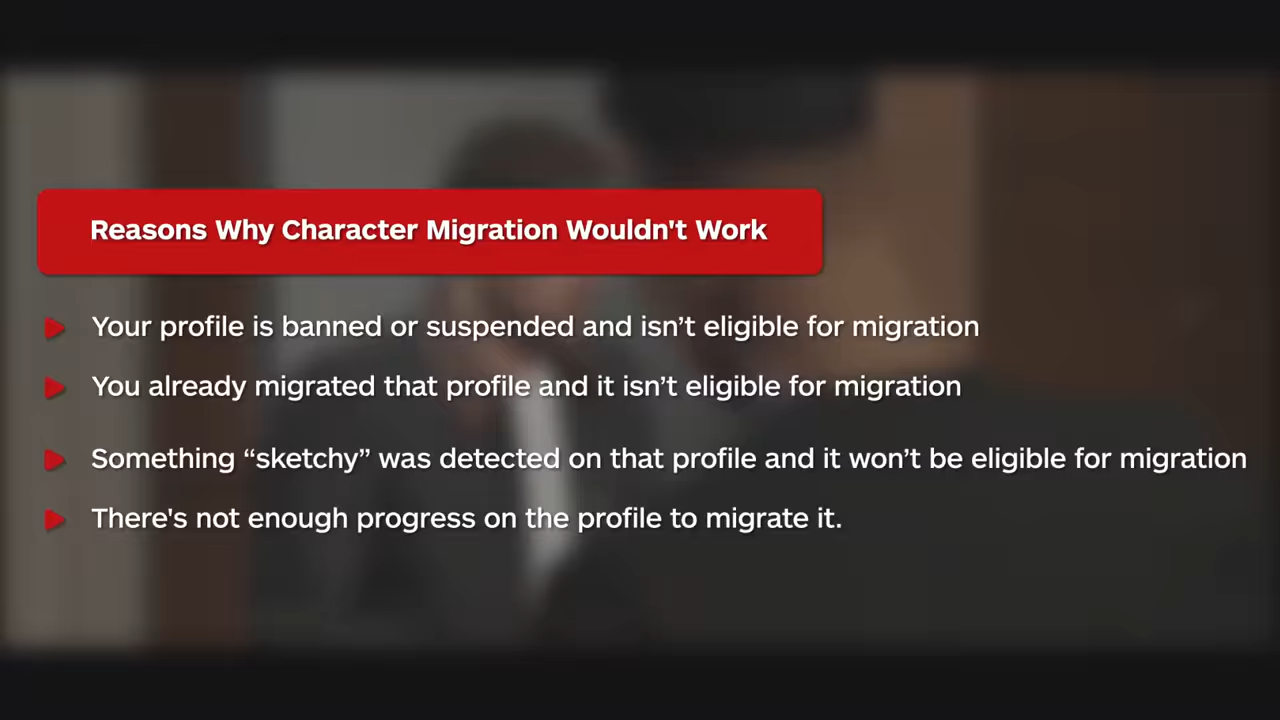 Reasons Why Character Migration Wouldn't Work
Your profile is banned or suspended and isn’t eligible for migration
You already migrated that profile and it isn’t eligible for migration
Something “sketchy” was detected on that profile and it won’t be eligible for migration
There's not enough progress on the profile to migrate it.